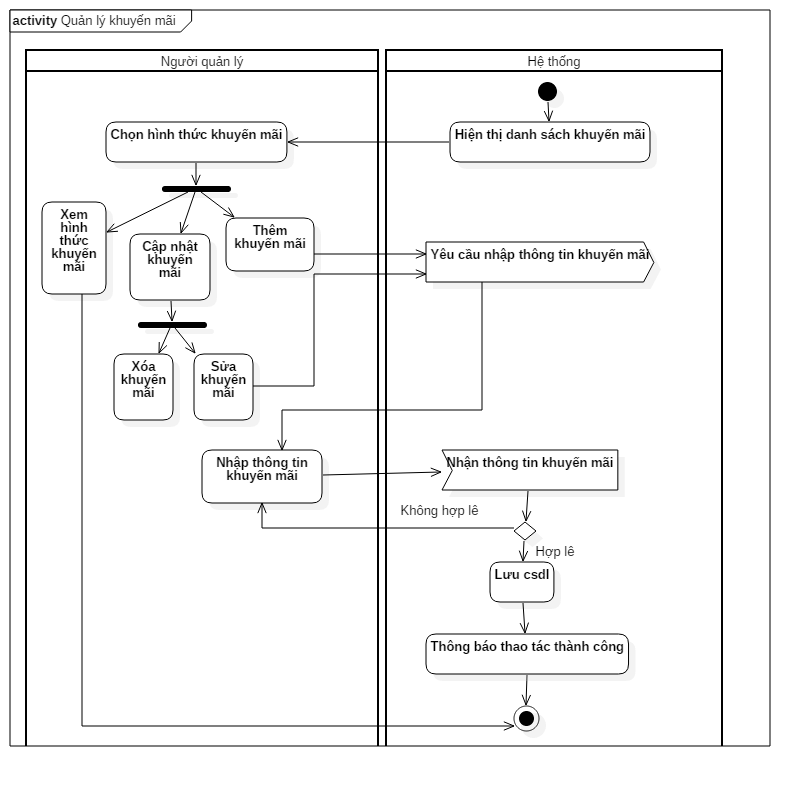 activity Quản lý khuyến mãi
Người quản lý
Hệ thống
Chọn hình thức khuyến mãi
Hiện thị danh sách khuyến mãi
Xem
hình
thức
khuyến
mãi
Cập nhật
khuyến
mãi
Thêm
khuyến mãi
Yêu cầu nhập thông tin khuyến mãi
Xóa
khuyến
mãi
Sửa
khuyến
mãi
Nhập thông tin
khuyến mãi
Nhận thông tin khuyến mãi
Không hợp lê
Hợp lê
Lưu csdl
Thông báo thao tác thành công